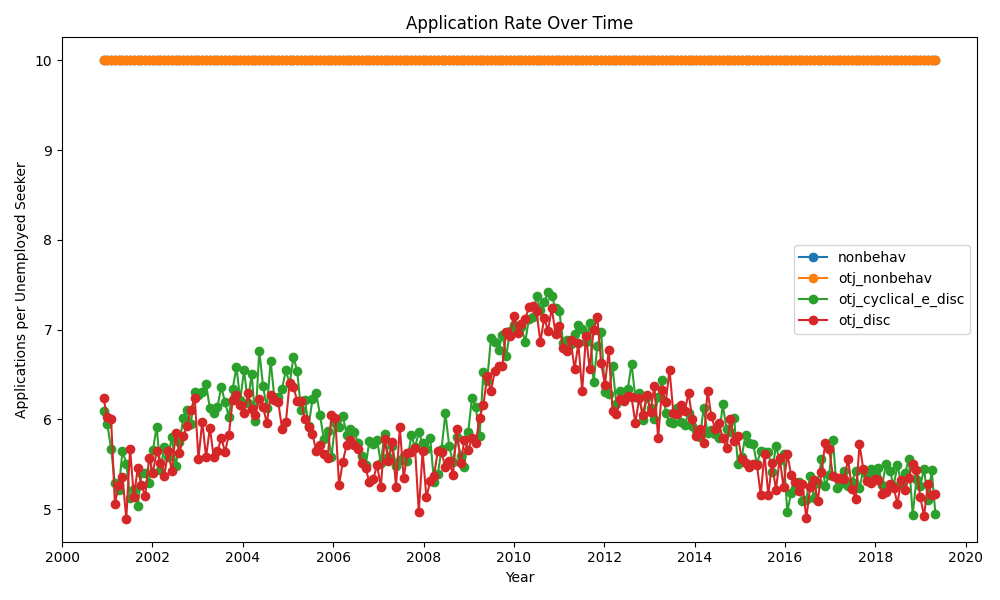 Application Rate Over Time
Applications per Unemployed Seeker
10
9
8
7
6
5
nonbehav
otj_nonbehav
otj_cyclical_e_disc
otj_disc
2000 2002 2004 2006 2008 2010 2012 2014 2016 2018 2020
Year